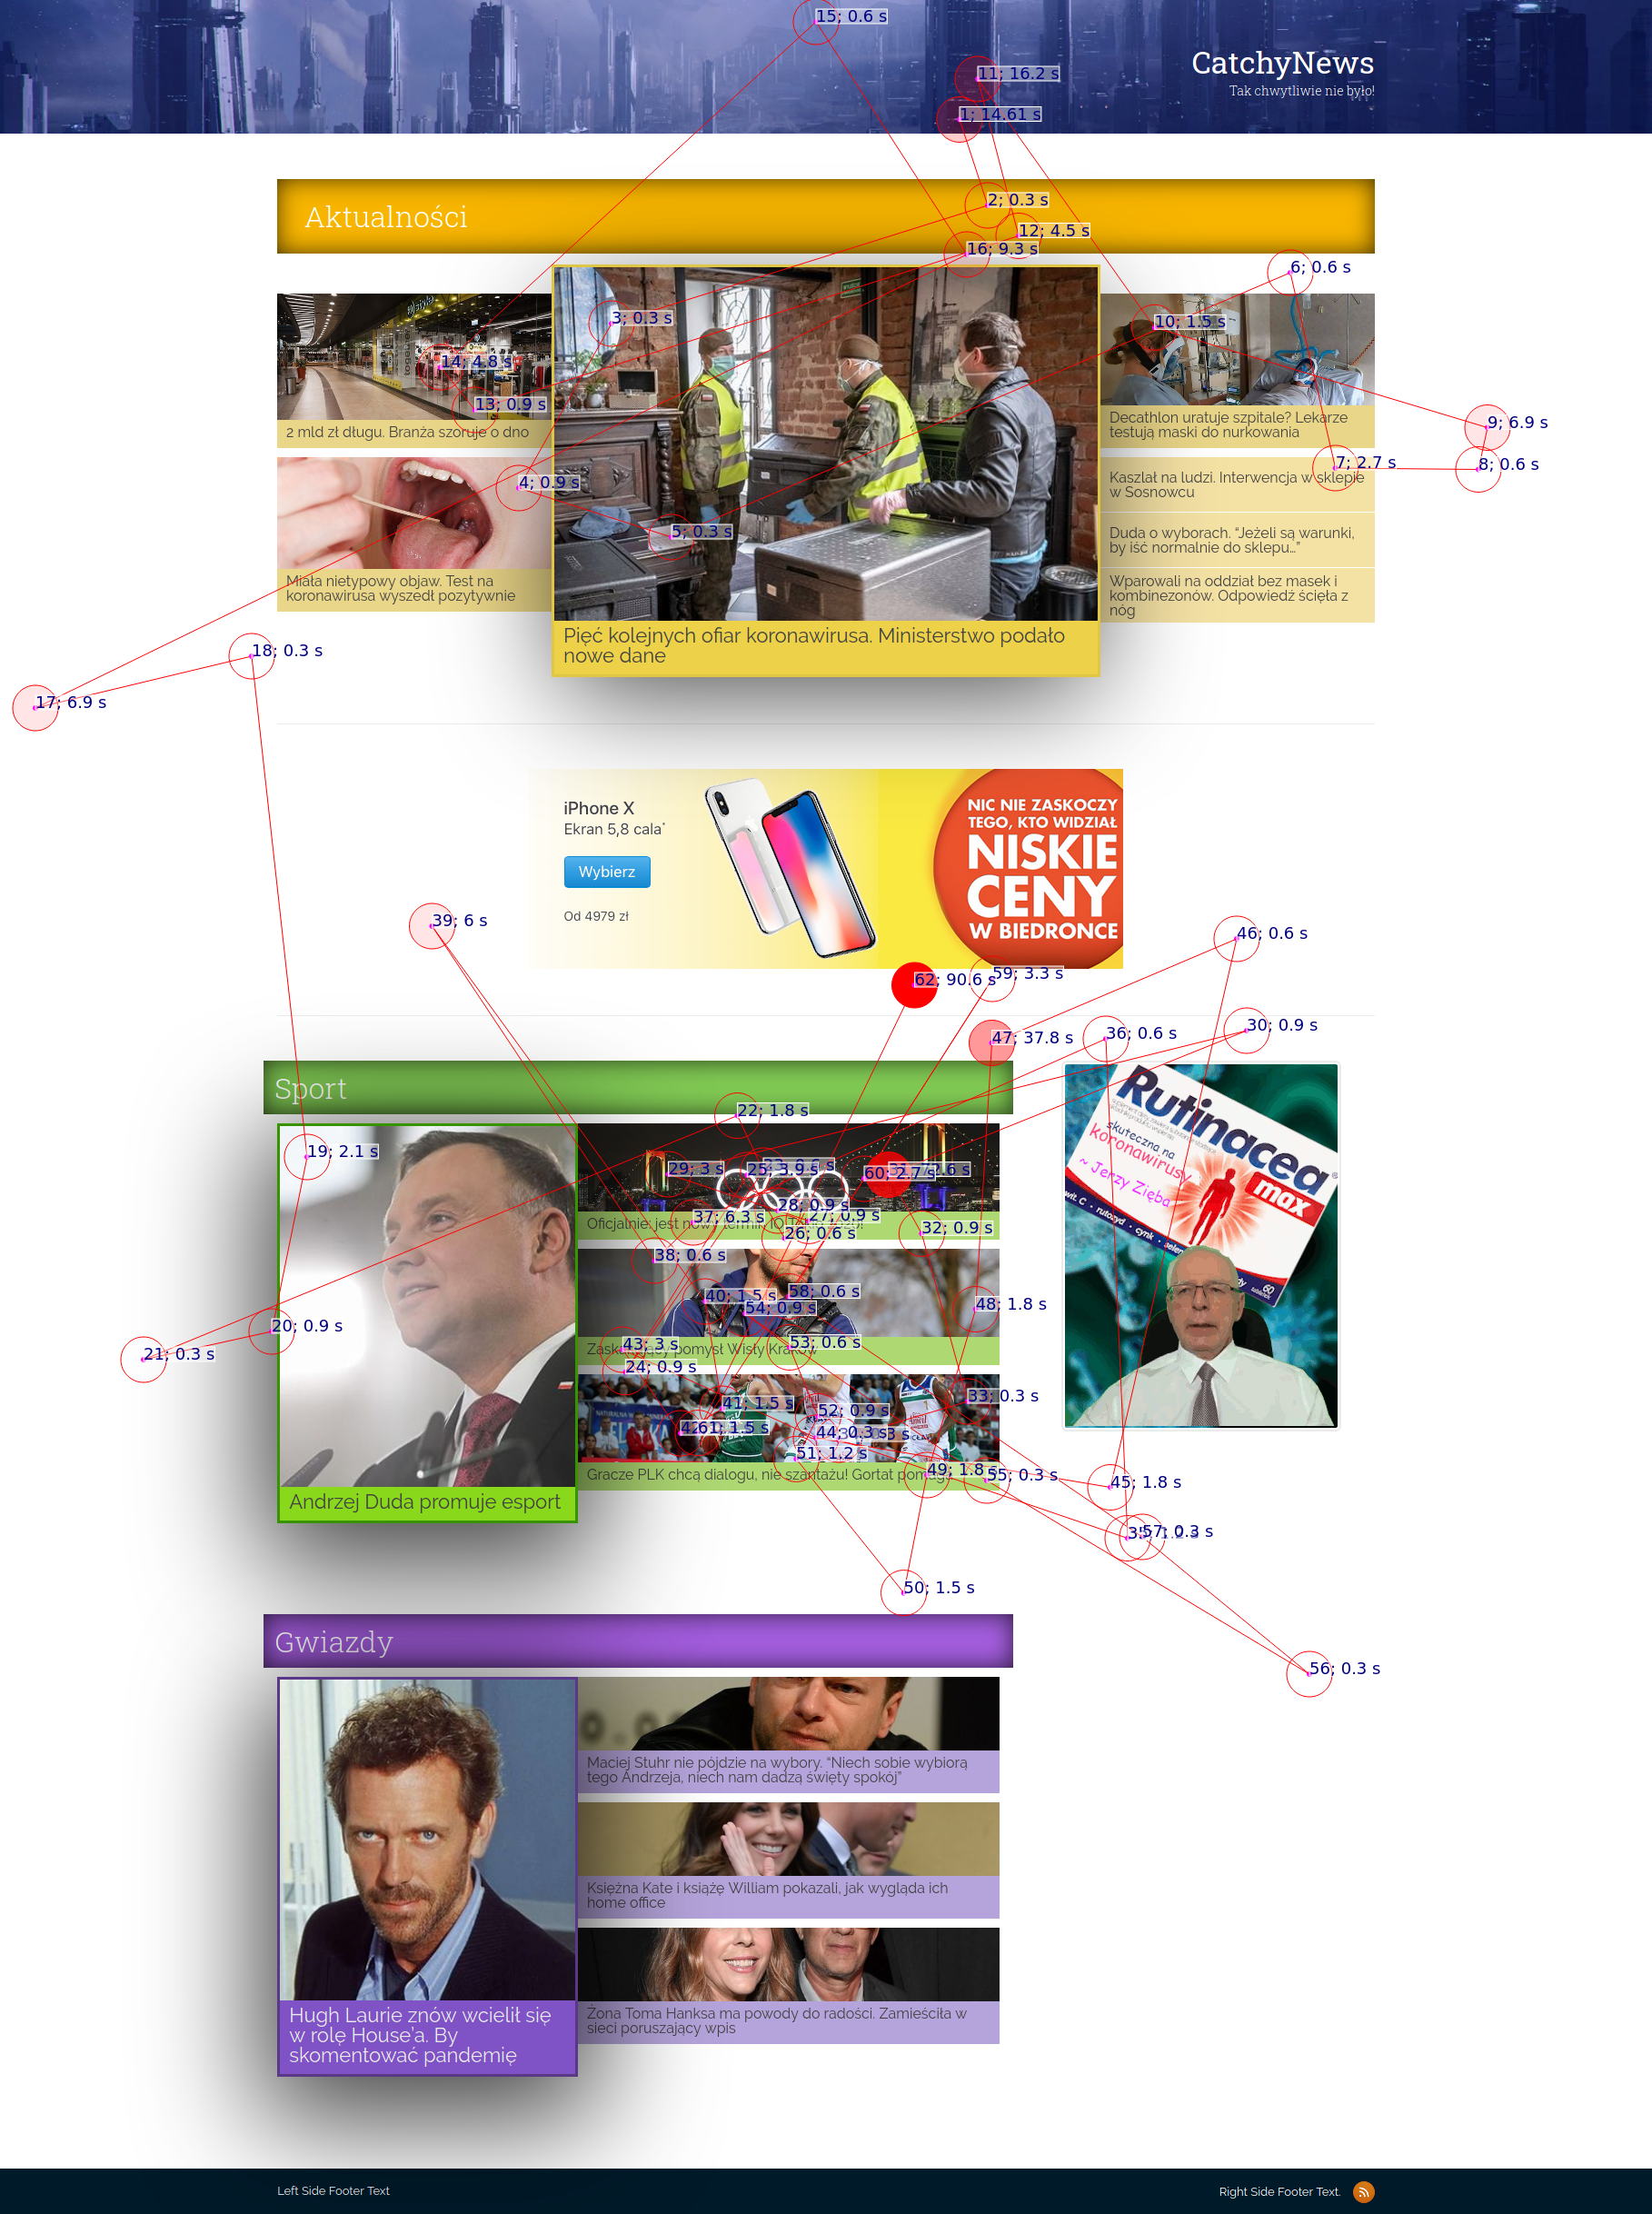 15; 0.6 s
11; 16.2 s
CatchyNews
Tak chwytliwie nie było!
1; 14.61 s
2; 0.3 s
Aktualności
12; 4.5 s
16; 9.3 s
6; 0.6 s
3; 0.3 s
10; 1.5 s
14; 4.8 s
13; 0.9 s
2 mld zł długu. Branża szoruje o dno
Decathlon uratuje szpitale? Lekarze
testują maski do nurkowania
9; 6.9 s
7; 2.7 s
8; 0.6 s
4; 0.9 s
Kaszlał na ludzi. Interwencja w sklepie
w Sosnowcu
5; 0.3 s
Duda o wyborach. “Jeżeli są warunki,
by iść normalnie do sklepu…”
Miała nietypowy objaw. Test na
koronawirusa wyszedł pozytywnie
Wparowali na oddział bez masek i
kombinezonów. Odpowiedź ścięła z
nóg
Pięć kolejnych ofiar koronawirusa. Ministerstwo podało
nowe dane
18; 0.3 s
17; 6.9 s
iPhone X
Ekran 5,8 cala*
Wybierz
Od 4979 zł
NIC NIE ZASKOCZY
TEGO, KTO WIDZIAŁ
NISKIE
CENY
W BIEDRONCE
39; 6 s
46; 0.6 s
62; 90.6 s
59; 3.3 s
47; 37.8 s
36; 0.6 s
30; 0.9 s
Sport
22; 1.8 s
Rutinacea
max
skuteczna na
koronawirusy
~ Jerzy Zięba
60
19; 2.1 s
29; 3 s
25; 3.9 s
60; 2.7 s
28; 0.9 s
27; 0.9 s
37; 6.3 s
26; 0.6 s
32; 0.9 s
Oficjalnie: jest
38; 0.6 s
40; 1.5 s
58; 0.6 s
54; 0.9 s
48; 1.8 s
20; 0.9 s
21; 0.3 s
43; 3 s
53; 0.6 s
pomysł Wisły Kraków
24; 0.9 s
41; 1.5 s
52; 0.9 s
33; 0.3 s
61; 1.5 s
44; 0.3 s
51; 1.2 s
49; 1.8 s
55; 0.3 s
45; 1.8 s
Gracze PLK chcą dialogu, nie szantażu! Gortat
Andrzej Duda promuje esport
57; 0.3 s
50; 1.5 s
Gwiazdy
56; 0.3 s
Maciej Stuhr nie pójdzie na wybory. “Niech sobie wybiorą
tego Andrzeja, niech nam dadzą święty spokój”
Księżna Kate i książę William pokazali, jak wygląda ich
home office
Hugh Laurie znów wcielił się
w rolę House’a. By
skomentować pandemię
Żona Toma Hanksa ma powody do radości. Zamieściła w
sieci poruszający wpis
Left Side Footer Text
Right Side Footer Text.